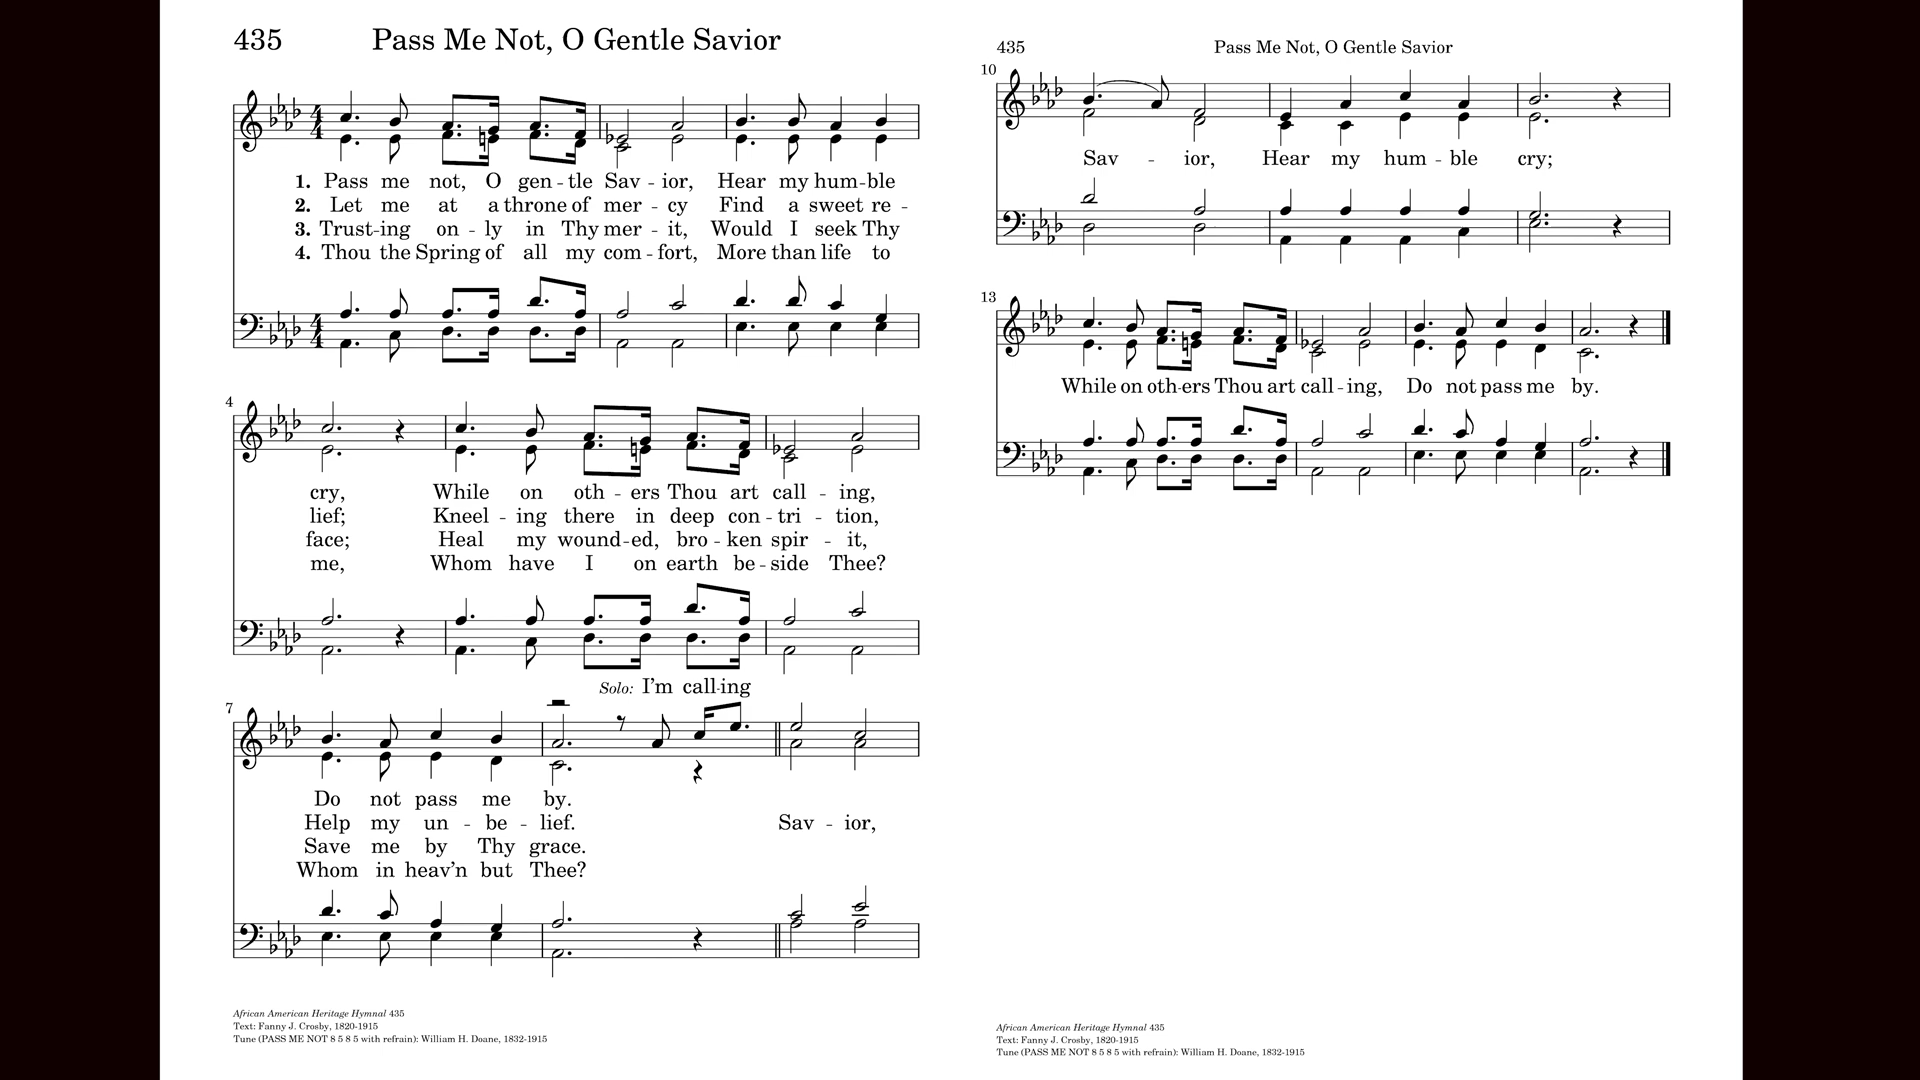 435 Pass Me Not, O Gentle Savior
1. Pass me not, O gen - tle Sav - ior, Hear my hum - ble
2. Let me at a throne of mer - cy Find a sweet re -
3. Trust - ing on - ly in Thy mer - it, Would I seek Thy
4. Thou the Spring of all my com - fort, More than life to
4
cry, While on oth - ers Thou art call - ing,
lief; Kneel - ing there in deep con - tri - tion,
face; Heal my wound - ed, bro - ken spir - it,
me, Whom have I on earth be - side Thee?
Solo: I'm call - ing
7
Do not pass me by.
Help my un - be - lief. Sav - ior,
Save me by Thy grace.
Whom in heav'n but Thee?
African American Heritage Hymnal 435
Text: Fanny J. Crosby, 1820-1915
Tune (PASS ME NOT 8 5 8 5 with refrain): William H. Doane, 1832-1915
435 Pass Me Not, O Gentle Savior
10
Sav - ior, Hear my hum - ble cry;
13
While on oth - ers Thou art call - ing, Do not pass me by.
African American Heritage Hymnal 435
Text: Fanny J. Crosby, 1820-1915
Tune (PASS ME NOT 8 5 8 5 with refrain): William H. Doane, 1832-1915